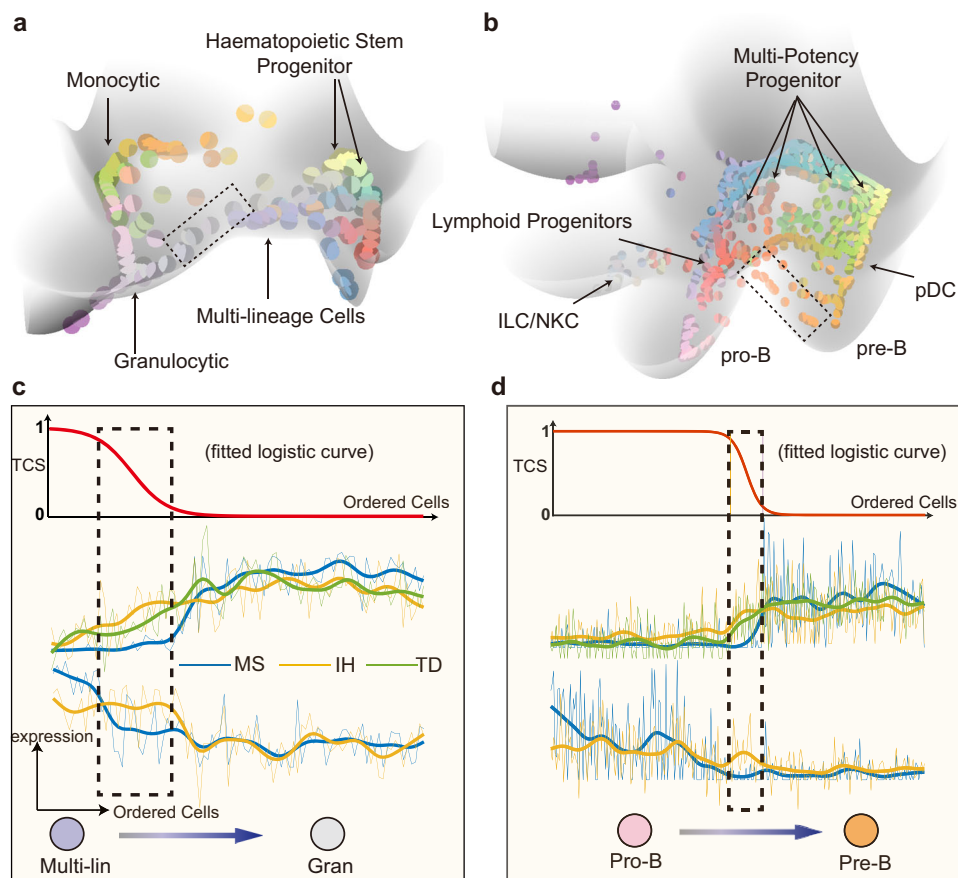 a
Haematopoietic Stem
Progenitor
Monocytic
Multi-lineage Cells
Granulocytic
b
Multi-Potency
Progenitor
Lymphoid Progenitors
ILC/NKC
pDC
pro-B
pre-B
c
1
TCS
0
(fitted logistic curve)
Ordered Cells
MS
IH
TD
expression
Ordered Cells
Multi-lin
Gran
d
1
TCS
0
(fitted logistic curve)
Ordered Cells
Pro-B
Pre-B